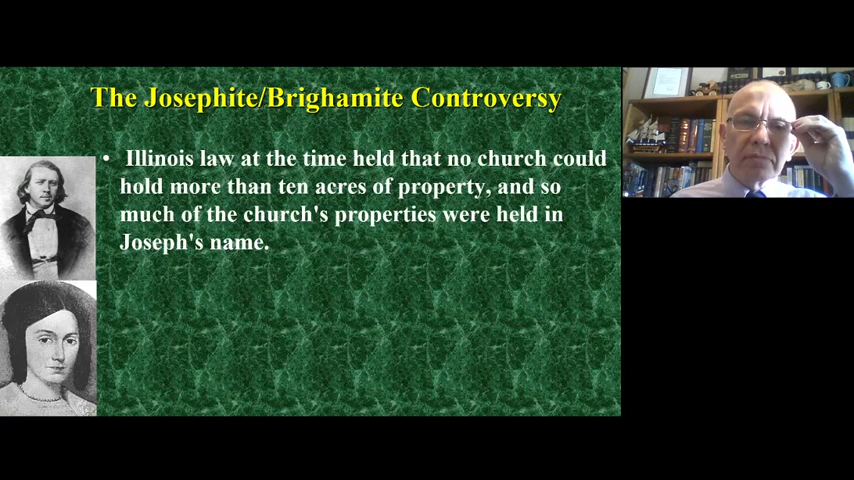 The Josephite/Brighamite Controversy
• Illinois law at the time held that no church could
hold more than ten acres of property, and so
much of the church's properties were held in
Joseph's name.